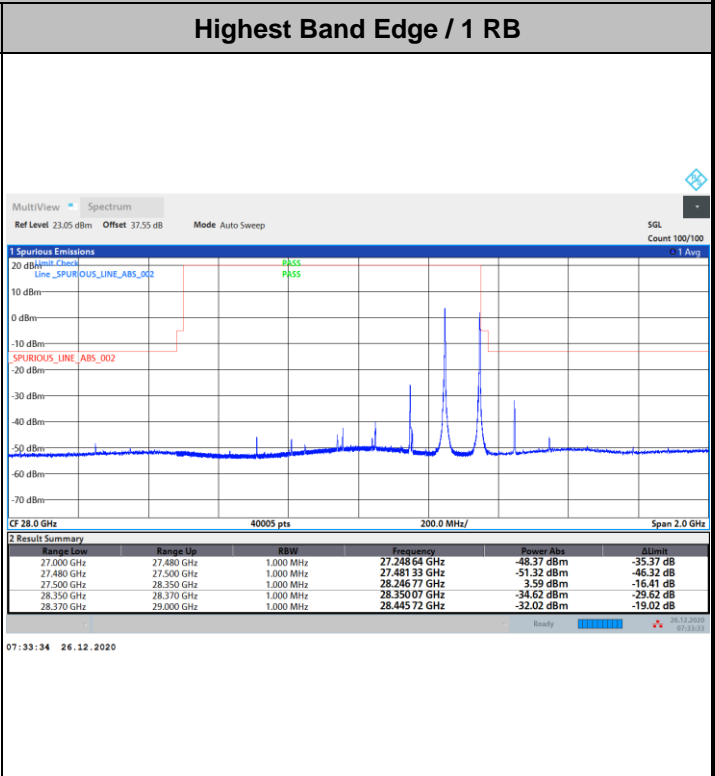 Highest Band Edge / 1 RB
MultiView Spectrum
Ref Level 23.05 dBm Offset 37.55 dB Mode Auto Sweep SGL
Count 100/100
1 Spurious Emissions 1 Avg
20 dBm Limit Check PASS
Line _SPURIOUS_LINE_ABS_002 PASS
10 dBm
0 dBm
-10 dBm
_SPURIOUS_LINE_ABS_002
-20 dBm
-30 dBm
-40 dBm
-50 dBm
-60 dBm
-70 dBm
CF 28.0 GHz 40005 pts 200.0 MHz/ Span 2.0 GHz
2 Result Summary
Range Low Range Up RBW Frequency Power Abs ΔLimit
27.000 GHz 27.480 GHz 1.000 MHz 27.248 64 GHz -48.37 dBm -35.37 dB
27.480 GHz 27.500 GHz 1.000 MHz 27.481 33 GHz -51.32 dBm -46.32 dB
27.500 GHz 28.350 GHz 1.000 MHz 28.246 77 GHz 3.59 dBm -16.41 dB
28.350 GHz 28.370 GHz 1.000 MHz 28.350 07 GHz -34.62 dBm -29.62 dB
28.370 GHz 29.000 GHz 1.000 MHz 28.445 72 GHz -32.02 dBm -19.02 dB
Ready 26.12.2020
07:33:33
07:33:34 26.12.2020